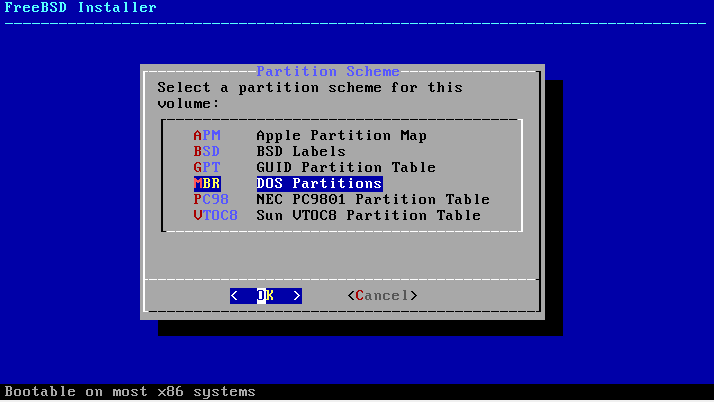 FreeBSD Installer
Partition Scheme
Select a partition scheme for this
volume:
APM Apple Partition Map
BSD BSD Labels
GPT GUID Partition Table
MBR DOS Partitions
PC98 NEC PC9801 Partition Table
VTOC8 Sun VTOC8 Partition Table
< OK > <Cancel>
Bootable on most x86 systems